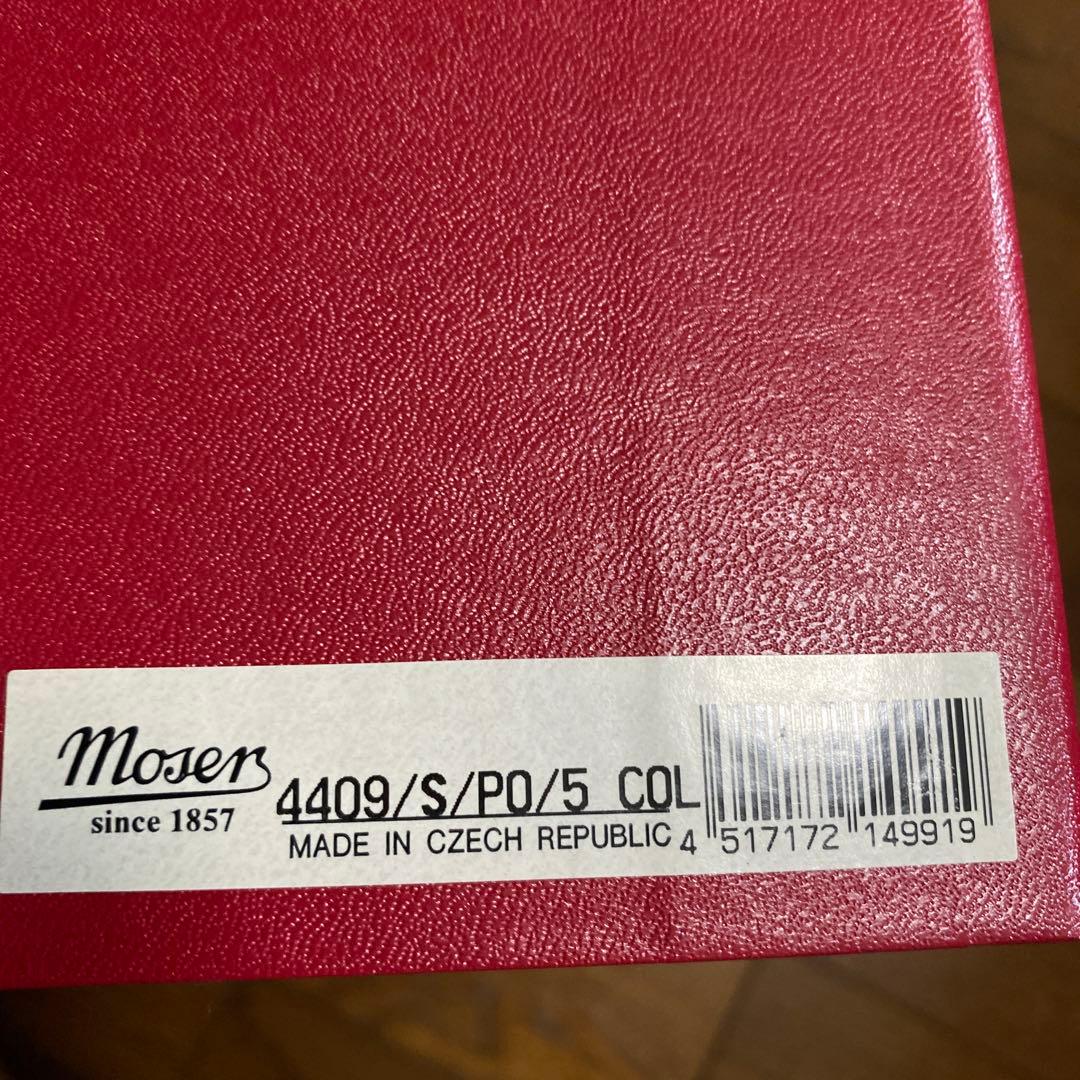 Moser
since 1857
4409/S/PO/5 COL
MADE IN CZECH REPUBLIC
4 517172 149919